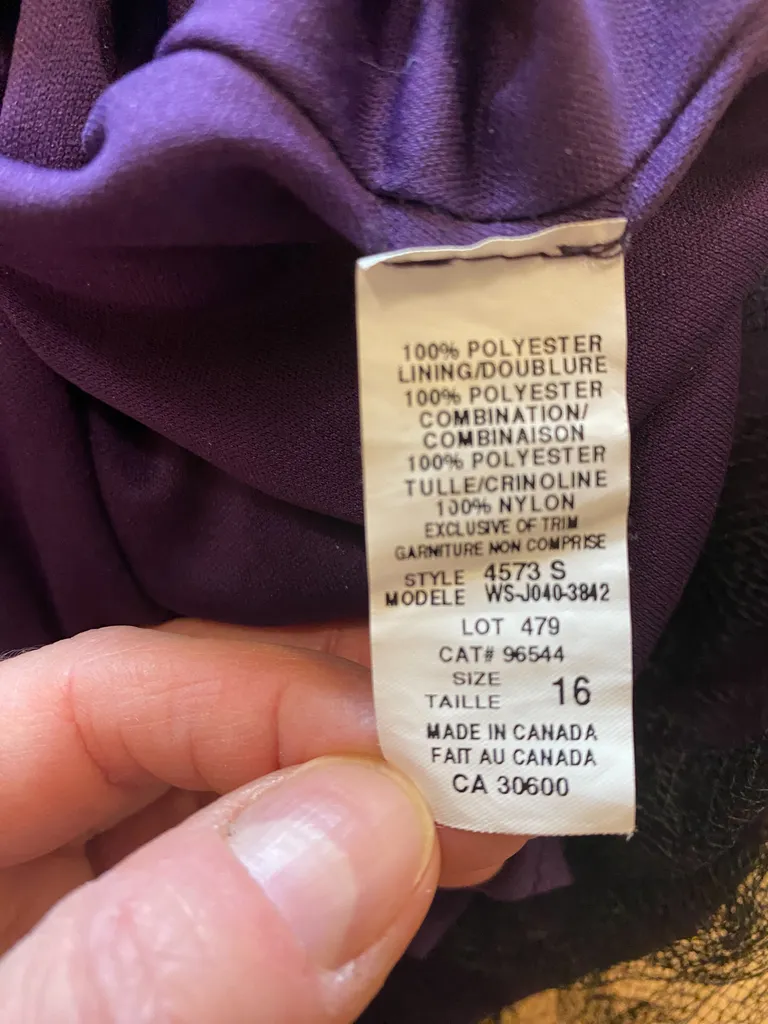 100% POLYESTER
LINING/DOUBLURE
100% POLYESTER
COMBINATION/
COMBINAISON
100% POLYESTER
TULLE/CRINOLINE
100% NYLON
EXCLUSIVE OF TRIM
GARNITURE NON COMPRISE
STYLE 4573 S
MODELE WS-J040-3842
LOT 479
CAT# 96544
SIZE
TAILLE 16
MADE IN CANADA
FAIT AU CANADA
CA 30600